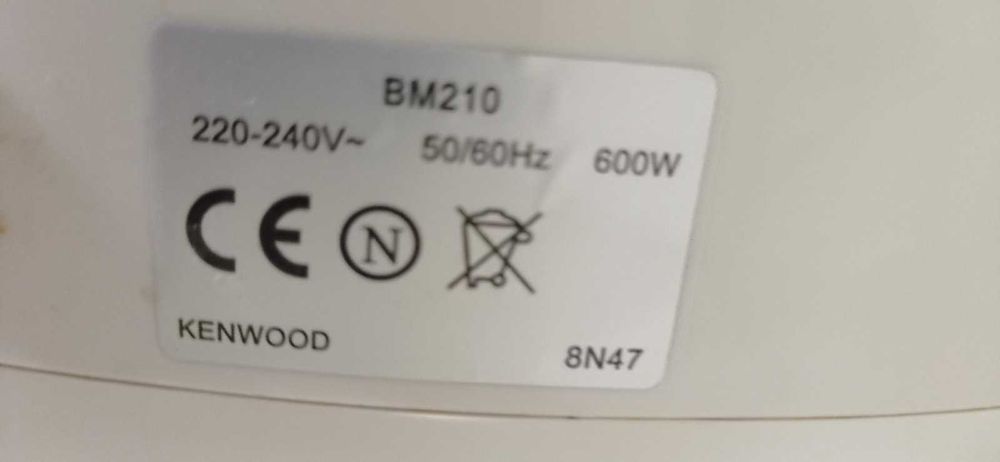 BM210
220-240V~ 50/60Hz 600W
CE N
KENWOOD 8N47